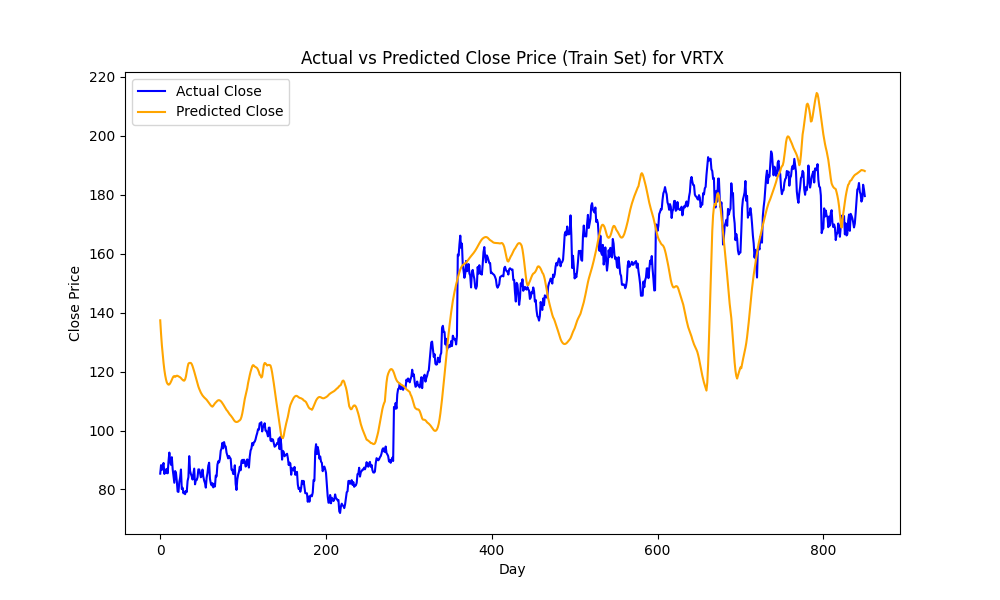 Actual vs Predicted Close Price (Train Set) for VRTX
Actual Close
Predicted Close
220
200
180
160
140
120
100
80
Close Price
0
200
400
600
800
Day